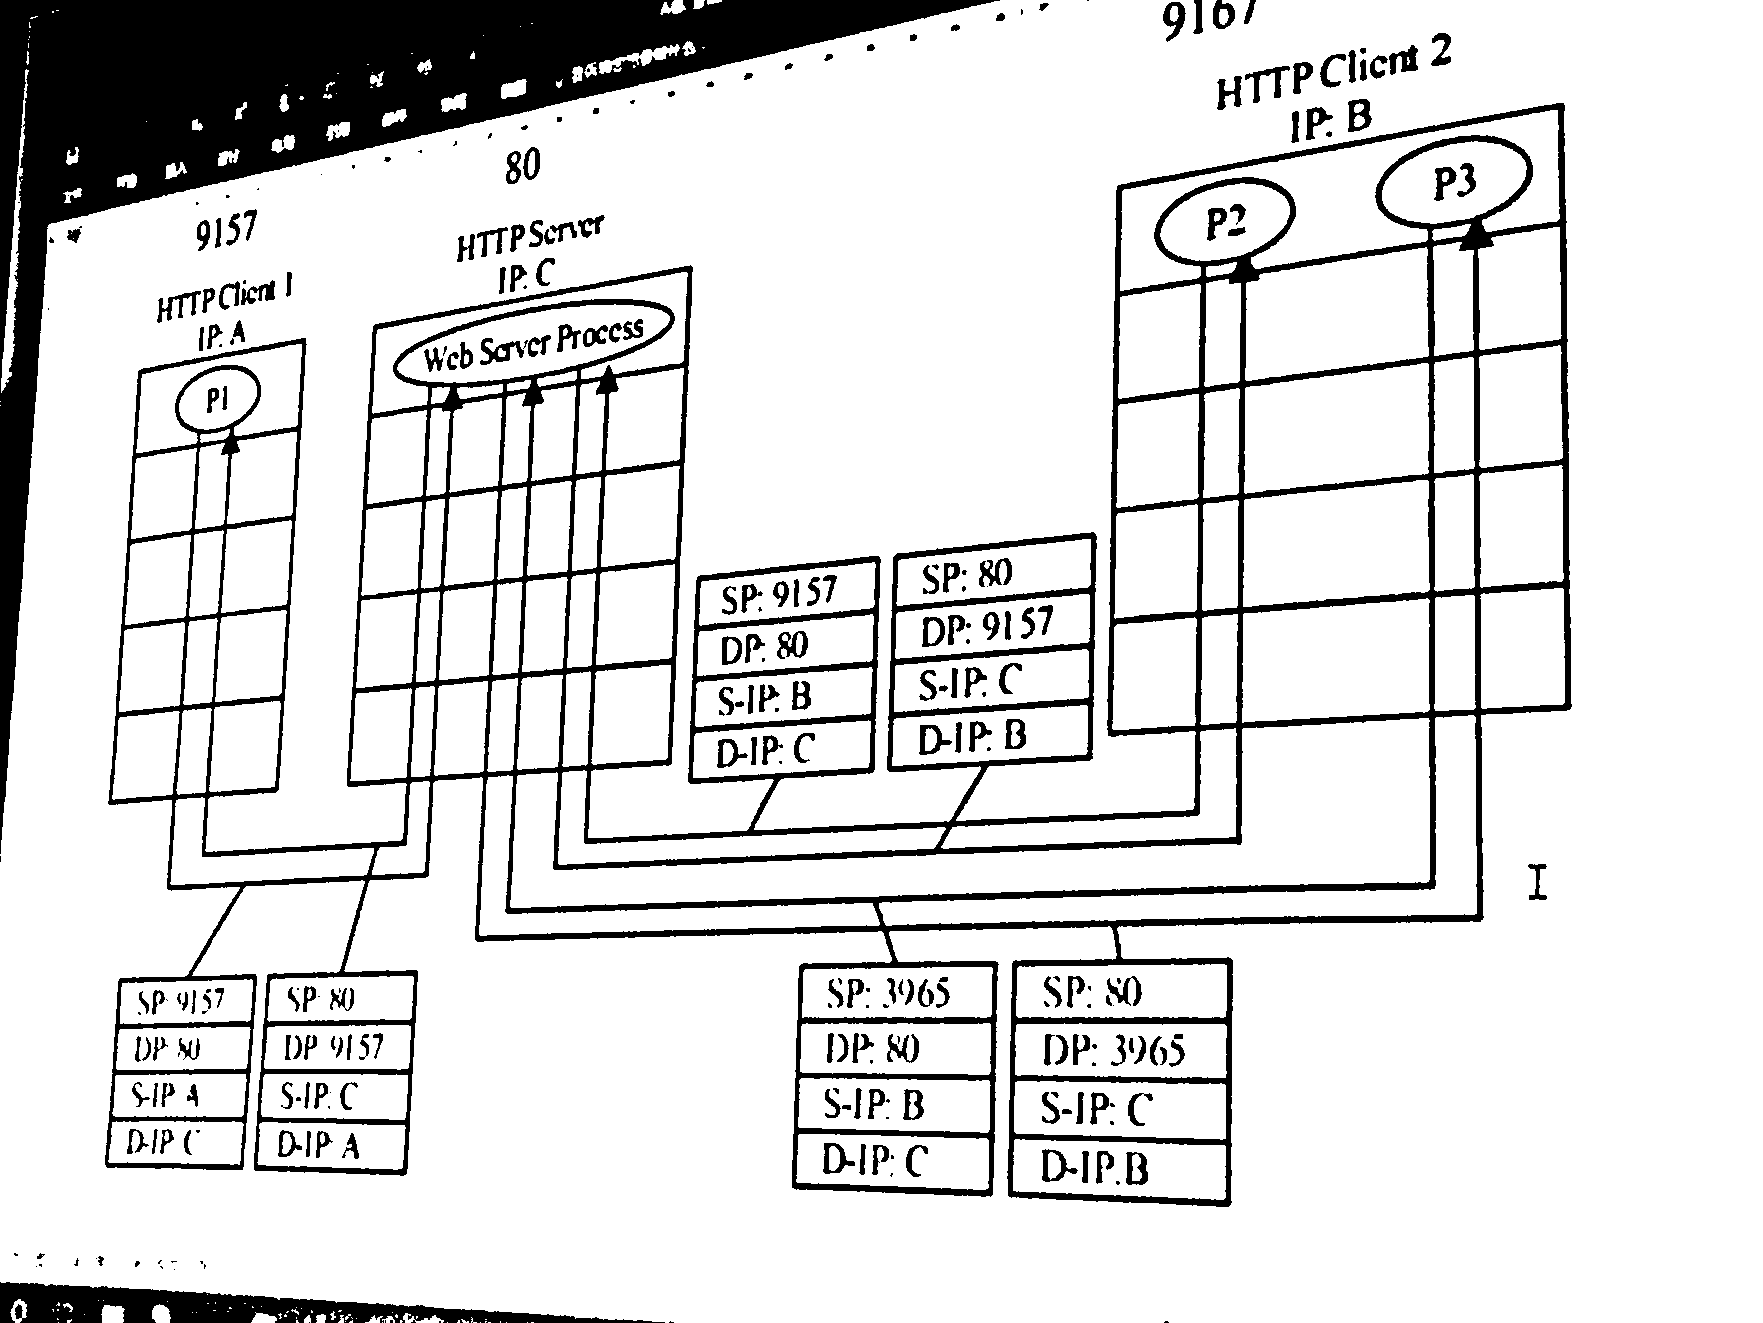 9167
HTTP Client 2
IP: B
80
9157
HTTP Server
IP: C
HTTP Client 1
IP: A
P2
P3
Web Server Process
P1
SP: 9157
DP: 80
S-IP: B
D-IP: C
SP: 80
DP: 9157
S-IP: C
D-IP: B
SP: 9157
DP: 80
S-IP: A
D-IP: C
SP: 80
DP: 9157
S-IP: C
D-IP: A
SP: 3965
DP: 80
S-IP: B
D-IP: C
SP: 80
DP: 3965
S-IP: C
D-IP.B